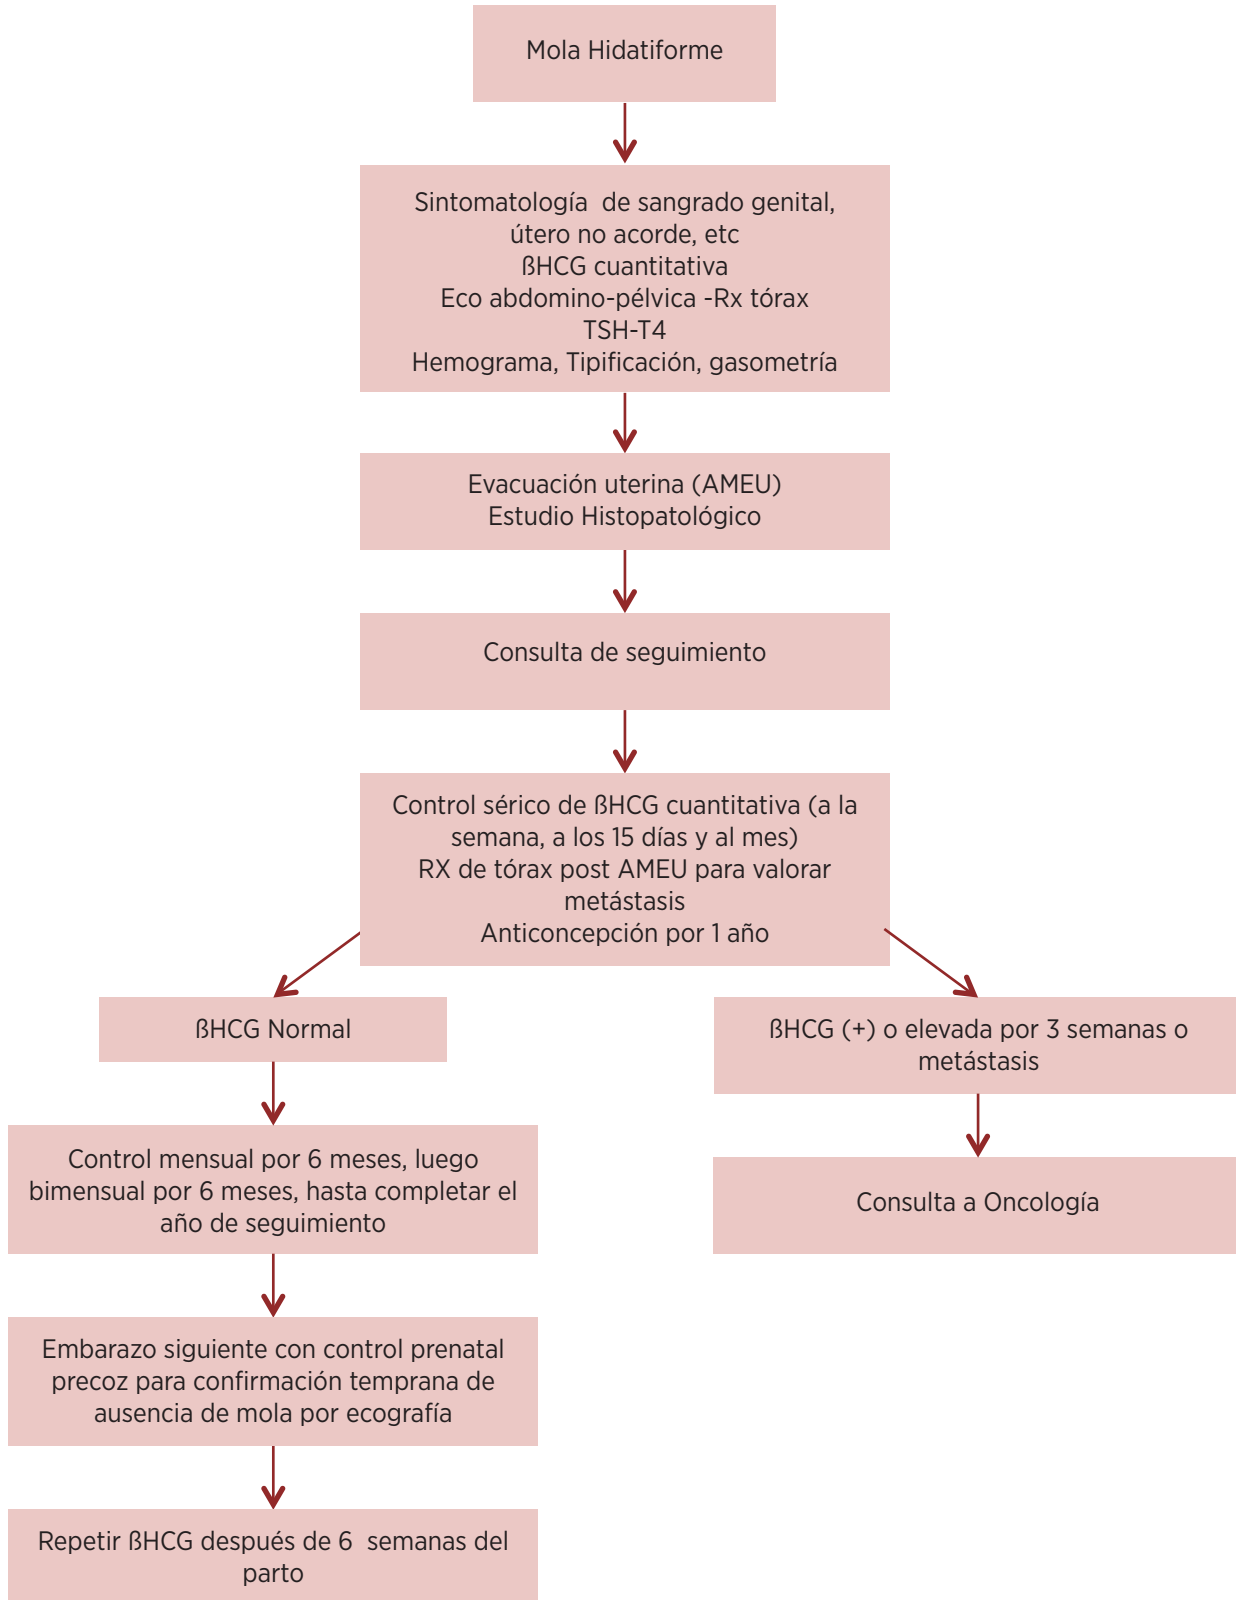 Mola Hidatiforme
Sintomatología de sangrado genital,
útero no acorde, etc
ßHCG cuantitativa
Eco abdomino-pélvica -Rx tórax
TSH-T4
Hemograma, Tipificación, gasometría
Evacuación uterina (AMEU)
Estudio Histopatológico
Consulta de seguimiento
Control sérico de ßHCG cuantitativa (a la
semana, a los 15 días y al mes)
RX de tórax post AMEU para valorar
metástasis
Anticoncepción por 1 año
ßHCG Normal
Control mensual por 6 meses, luego
bimensual por 6 meses, hasta completar el
año de seguimiento
Embarazo siguiente con control prenatal
precoz para confirmación temprana de
ausencia de mola por ecografía
Repetir ßHCG después de 6 semanas del
parto
ßHCG (+) o elevada por 3 semanas o
metástasis
Consulta a Oncología